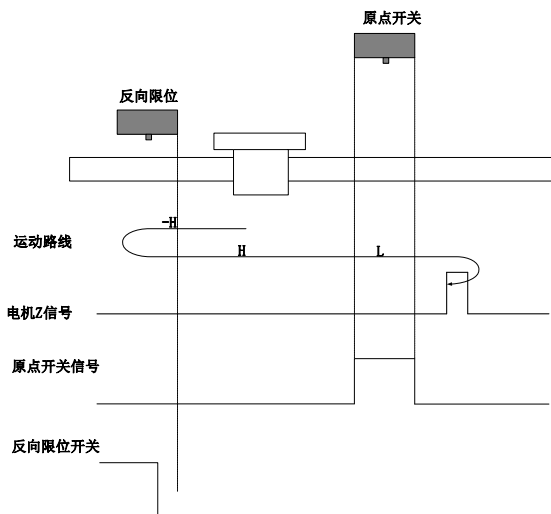 原点开关
反向限位
-H
运动路线
H
L
电机Z信号
原点开关信号
反向限位开关